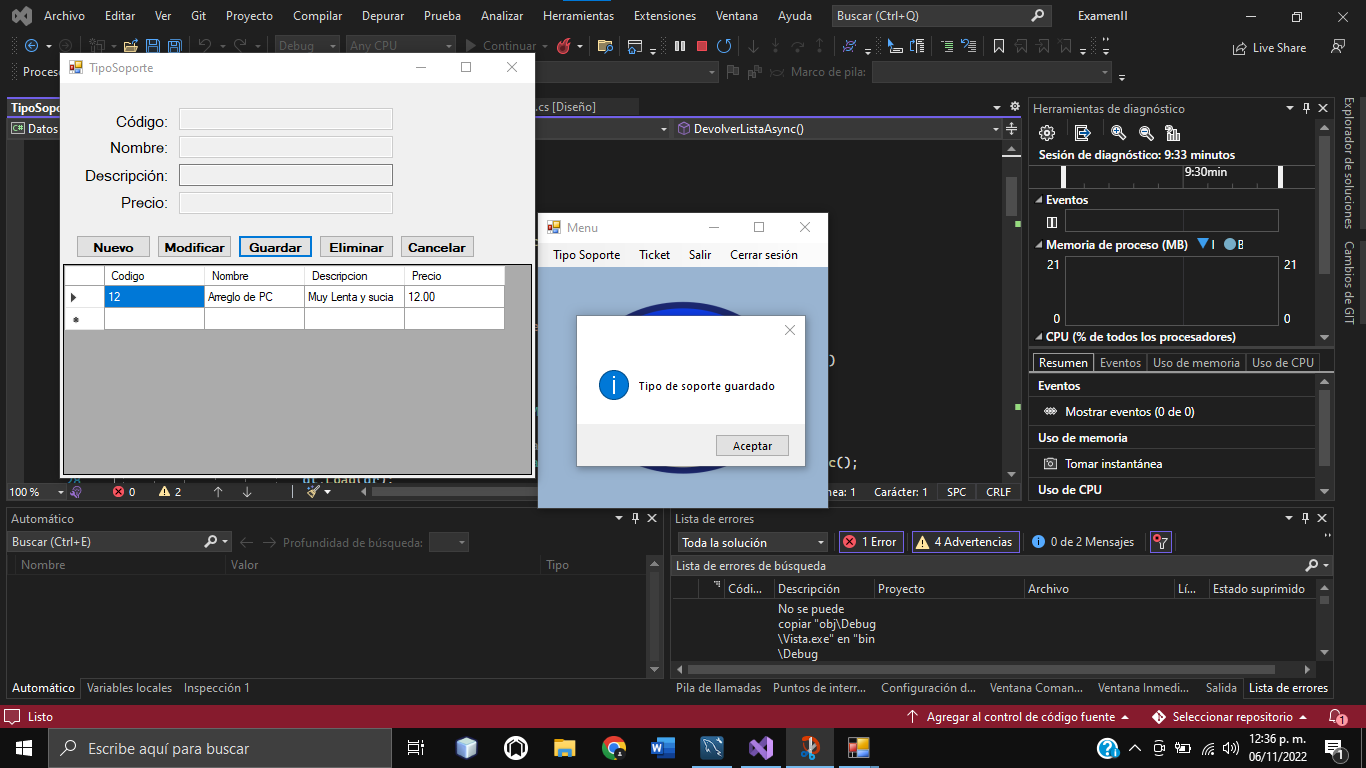 Archivo Editar Ver Git Proyecto Compilar Depurar Prueba Analizar Herramientas Extensiones Ventana Ayuda Buscar (Ctrl+Q) ExamenII
Debug Any CPU Continuar Live Share
Marco de pila:
TipoSoporte
Código:
Nombre:
Descripción:
Precio:
Nuevo Modificar Guardar Eliminar Cancelar
Codigo Nombre Descripcion Precio
12 Arreglo de PC Muy Lenta y sucia 12.00
.cs [Diseño]
Datos DevolverListaAsync()
Menu
Tipo Soporte Ticket Salir Cerrar sesión
Tipo de soporte guardado
Aceptar
c();
28
100 % 0 2 Carácter: 1 SPC CRLF
Herramientas de diagnóstico
Sesión de diagnóstico: 9:33 minutos
9:30min
Eventos
Memoria de proceso (MB) I B
21 21
0 0
CPU (% de todos los procesadores)
Resumen Eventos Uso de memoria Uso de CPU
Eventos
Mostrar eventos (0 de 0)
Uso de memoria
Tomar instantánea
Uso de CPU
Explorador de soluciones
Cambios de GIT
Automático
Buscar (Ctrl+E) Profundidad de búsqueda:
Nombre Valor Tipo
Automático Variables locales Inspección 1
Lista de errores
Toda la solución 1 Error 4 Advertencias 0 de 2 Mensajes
Lista de errores de búsqueda
Códi... Descripción Proyecto Archivo Lí... Estado suprimido
No se puede
copiar "obj\Debug
\Vista.exe" en "bin
\Debug
Pila de llamadas Puntos de interr... Configuración d... Ventana Coman... Ventana Inmedi... Salida Lista de errores
Listo Agregar al control de código fuente Seleccionar repositorio 1
Escribe aquí para buscar
12:36 p. m.
06/11/2022
1